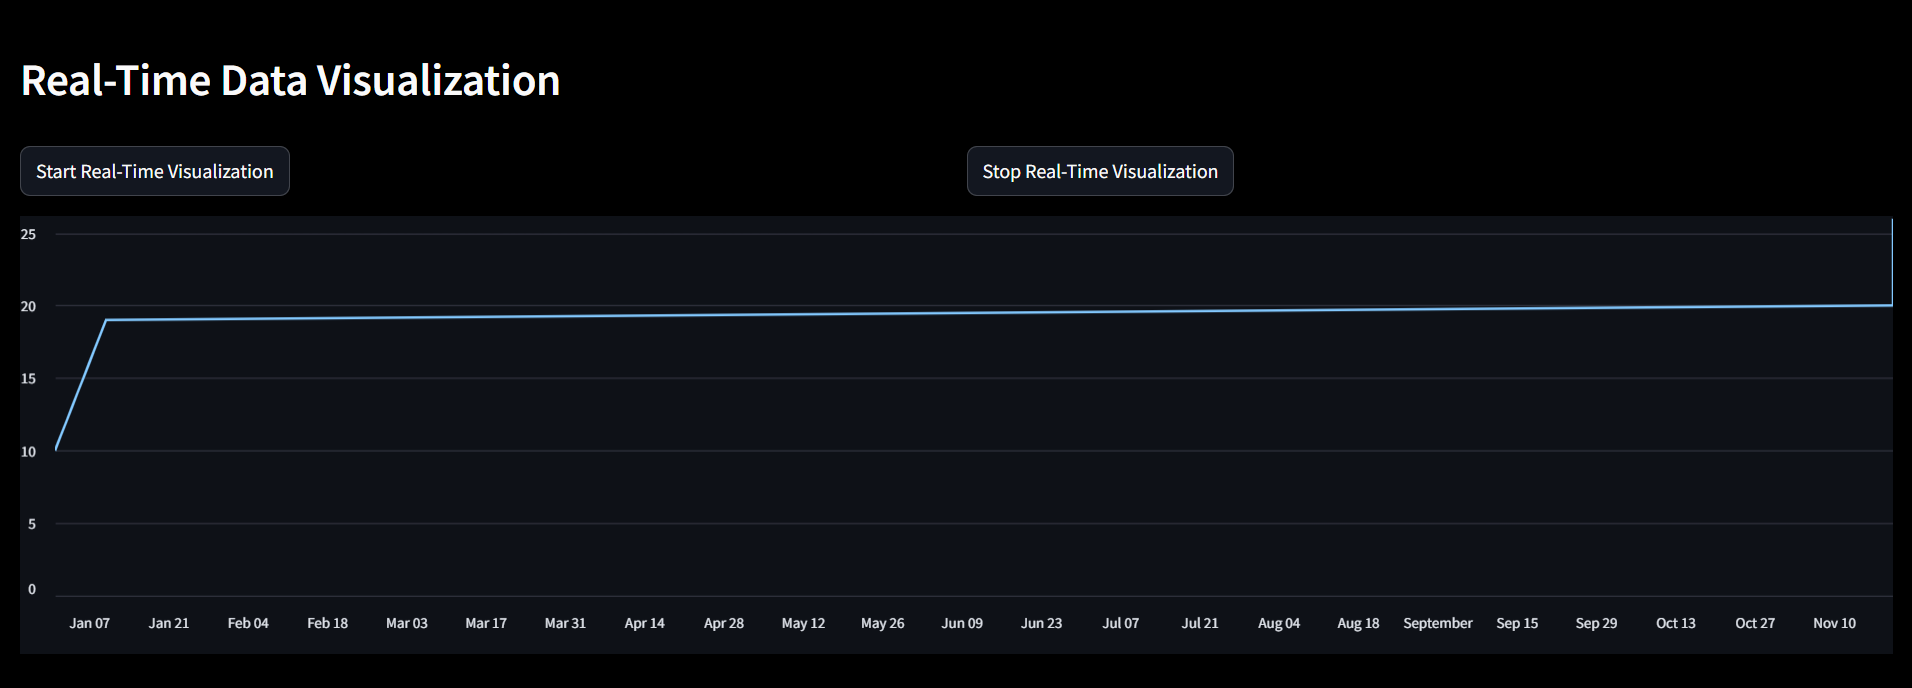 Real-Time Data Visualization
Start Real-Time Visualization
Stop Real-Time Visualization
25
20
15
10
5
0
Jan 07 Jan 21 Feb 04 Feb 18 Mar 03 Mar 17 Mar 31 Apr 14 Apr 28 May 12 May 26 Jun 09 Jun 23 Jul 07 Jul 21 Aug 04 Aug 18 September Sep 15 Sep 29 Oct 13 Oct 27 Nov 10